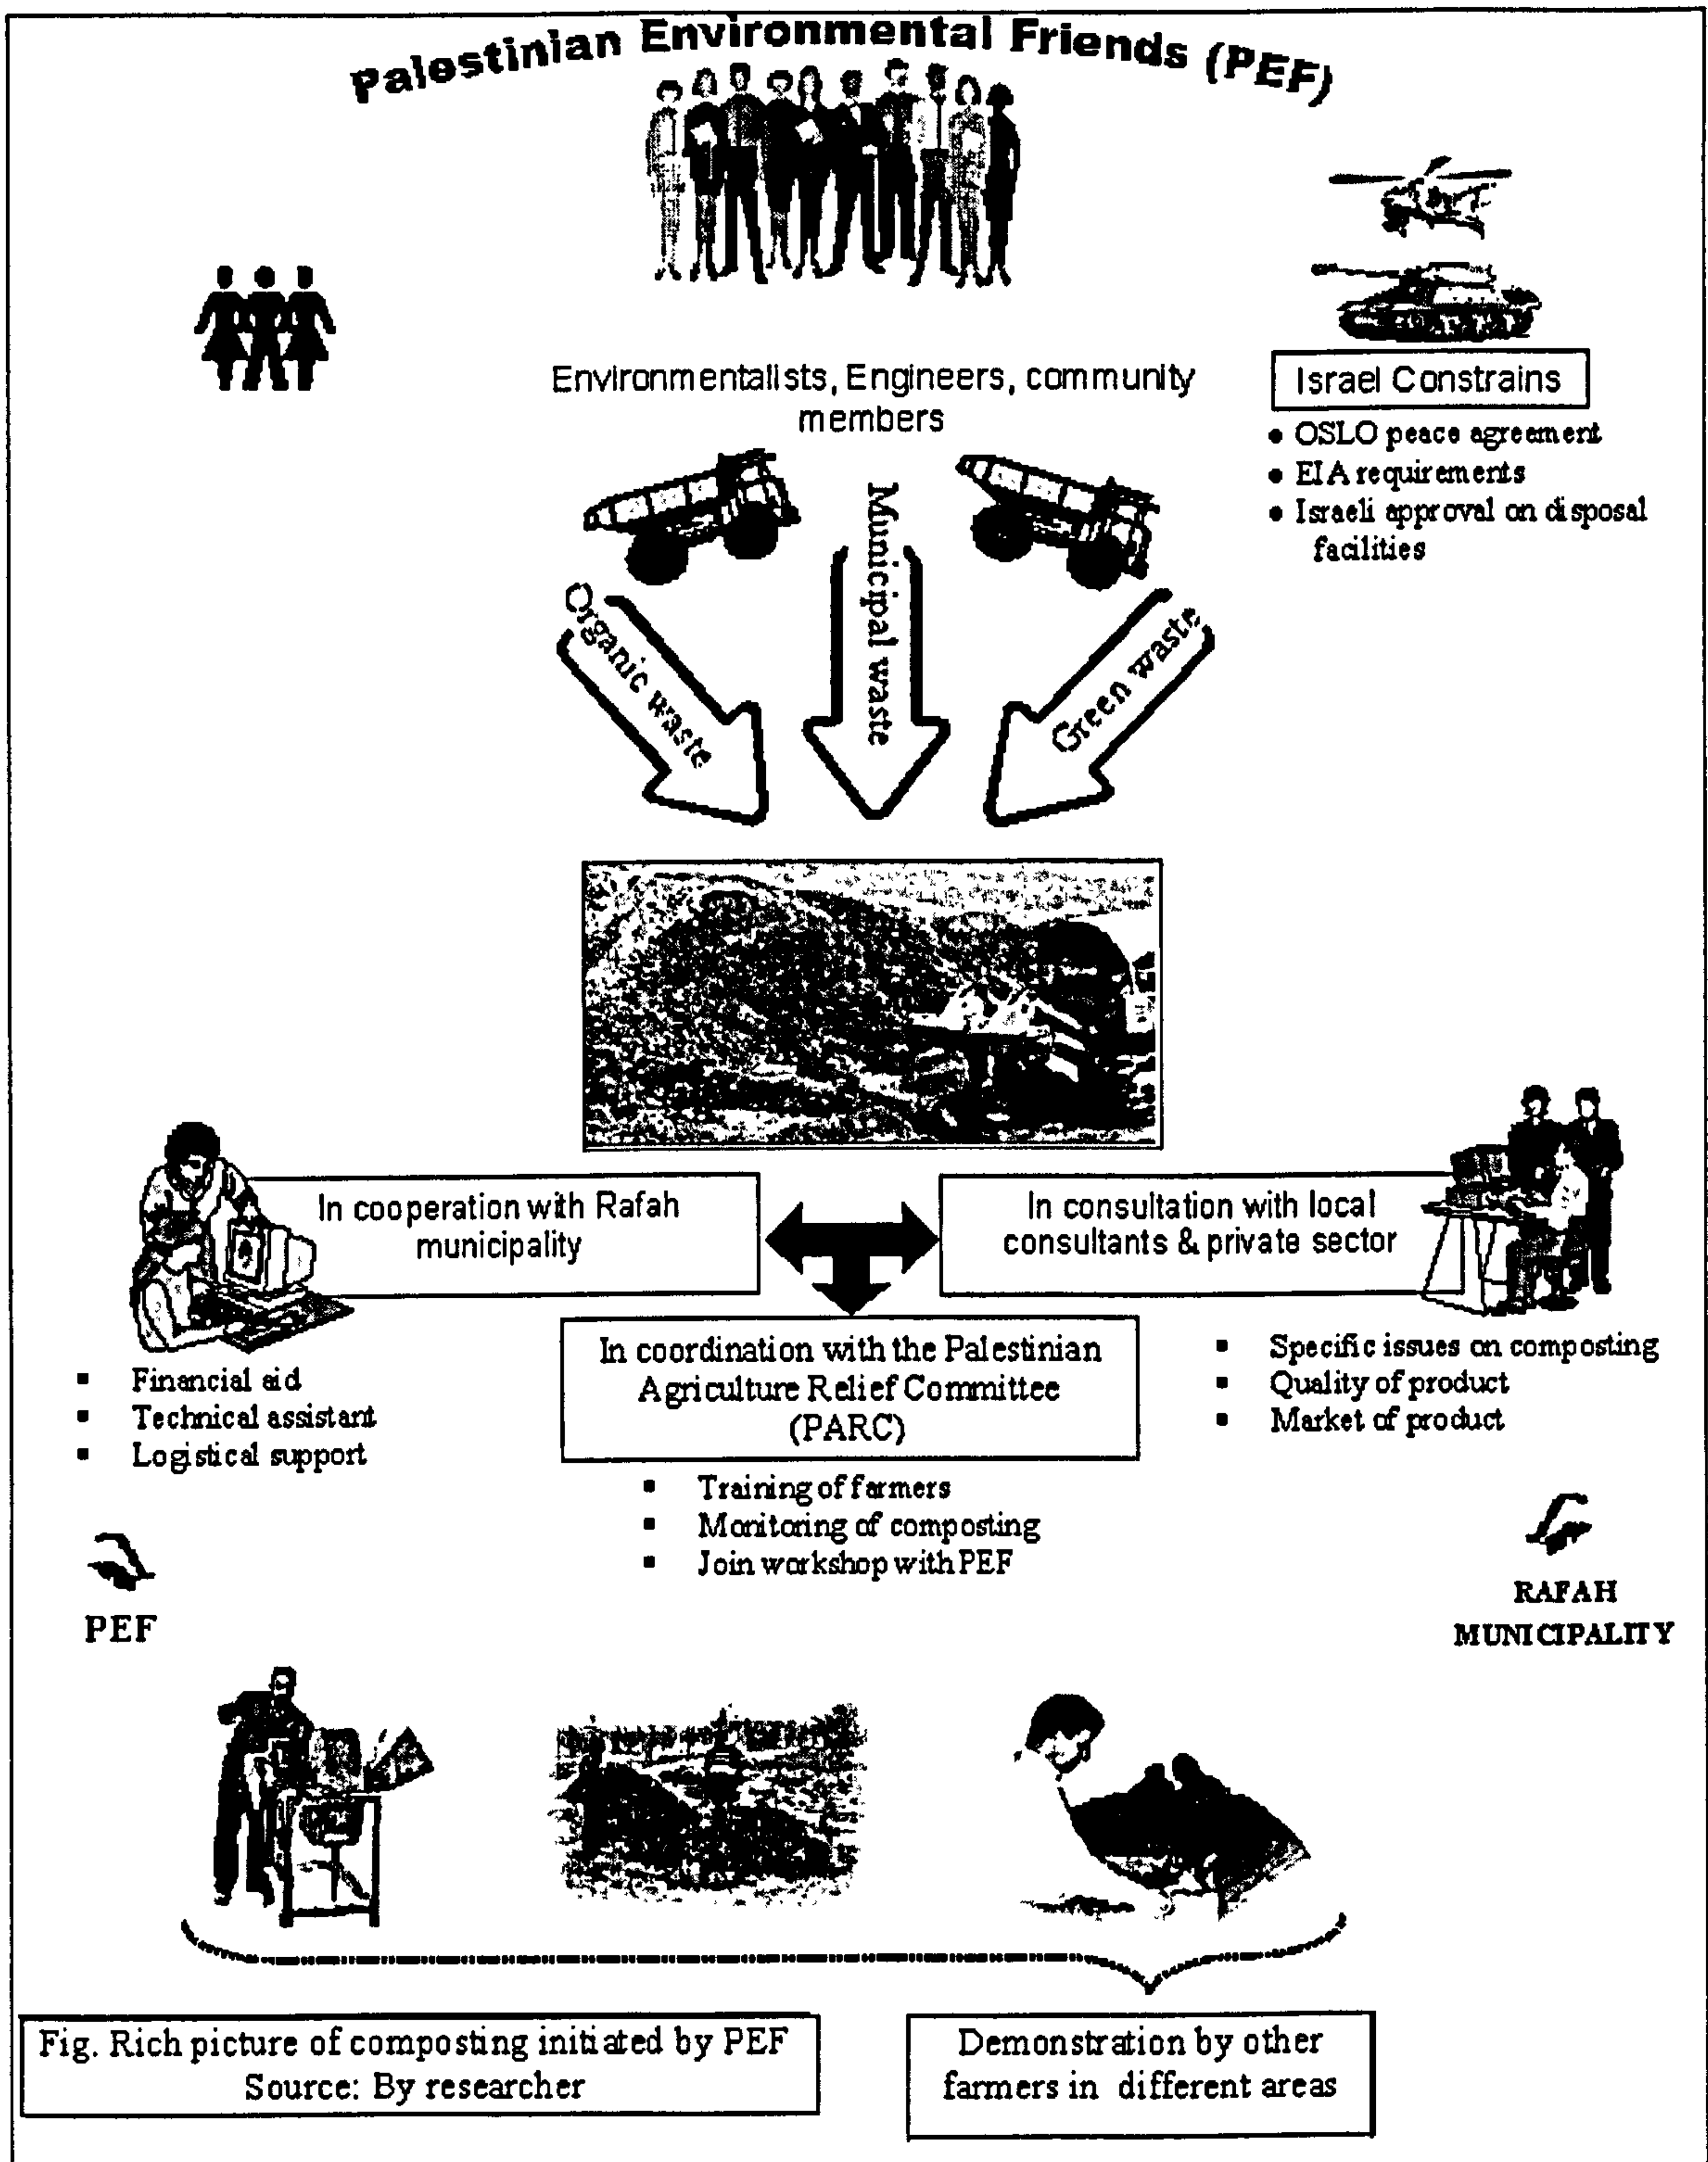 Palestinian Environmental Friends (PEF)
Environmentalists, Engineers, community
members
Israel Constrains
• OSLO peace agreement
• EIA requirements
• Israeli approval on disposal
facilities
Organic waste
Municipal waste
Green waste
In cooperation with Rafah
municipality
In consultation with local
consultants & private sector
▪ Financial aid
▪ Technical assistant
▪ Logistical support
In coordination with the Palestinian
Agriculture Relief Committee
(PARC)
▪ Training of farmers
▪ Monitoring of composting
▪ Join workshop with PEF
▪ Specific issues on composting
▪ Quality of product
▪ Market of product
PEF
RAFAH
MUNICIPALITY
Fig. Rich picture of composting initiated by PEF
Source: By researcher
Demonstration by other
farmers in different areas